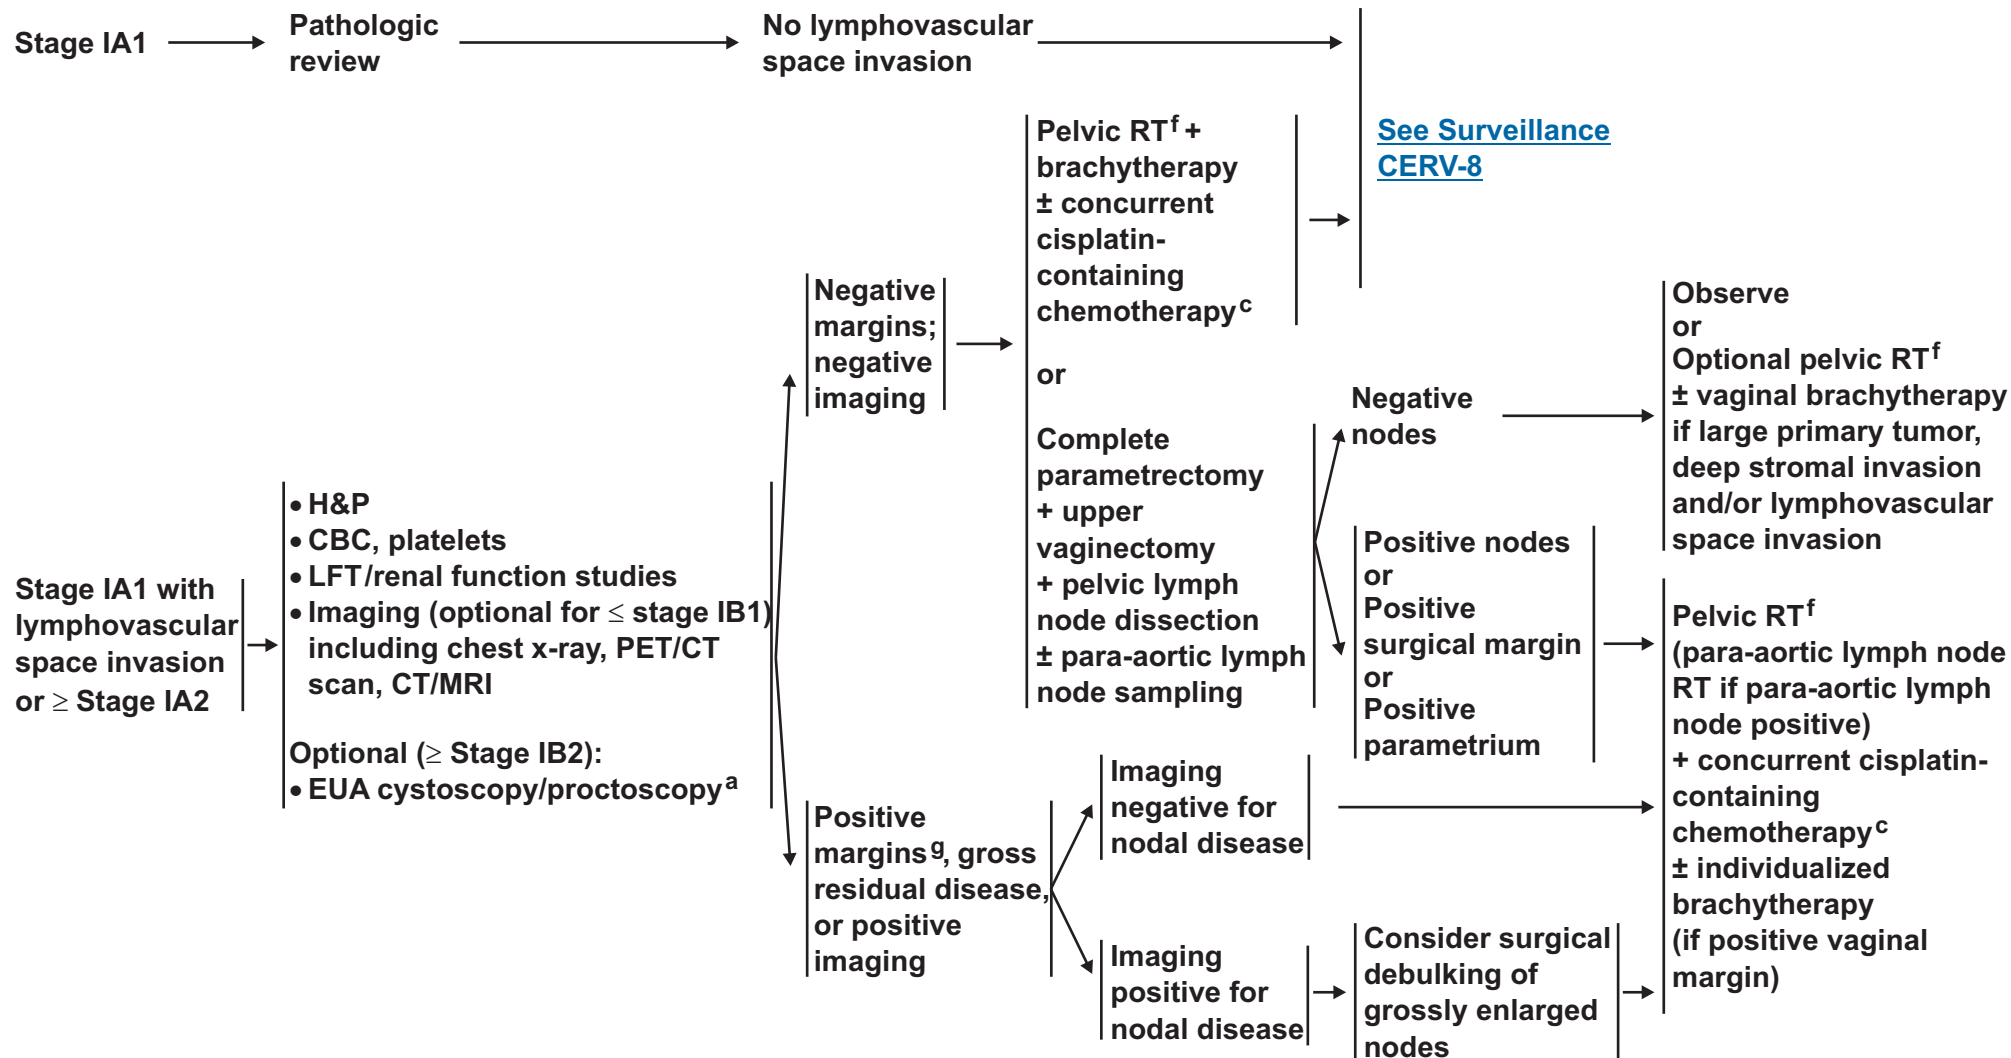 Stage IA1
Pathologic
review
No lymphovascular
space invasion
See Surveillance
CERV-8
Stage IA1 with
lymphovascular
space invasion
or ≥ Stage IA2
• H&P
• CBC, platelets
• LFT/renal function studies
• Imaging (optional for ≤ stage IB1)
including chest x-ray, PET/CT
scan, CT/MRI
Optional (≥ Stage IB2):
• EUA cystoscopy/proctoscopy a
Negative
margins;
negative
imaging
Pelvic RT f +
brachytherapy
± concurrent
cisplatin-
containing
chemotherapy c
or
Complete
parametrectomy
+ upper
vaginectomy
+ pelvic lymph
node dissection
± para-aortic lymph
node sampling
Negative
nodes
Observe
or
Optional pelvic RT f
± vaginal brachytherapy
if large primary tumor,
deep stromal invasion
and/or lymphovascular
space invasion
Positive nodes
or
Positive
surgical margin
or
Positive
parametrium
Positive
margins g, gross
residual disease,
or positive
imaging
Imaging
negative for
nodal disease
Imaging
positive for
nodal disease
Consider surgical
debulking of
grossly enlarged
nodes
Pelvic RT f
(para-aortic lymph node
RT if para-aortic lymph
node positive)
+ concurrent cisplatin-
containing
chemotherapy c
± individualized
brachytherapy
(if positive vaginal
margin)